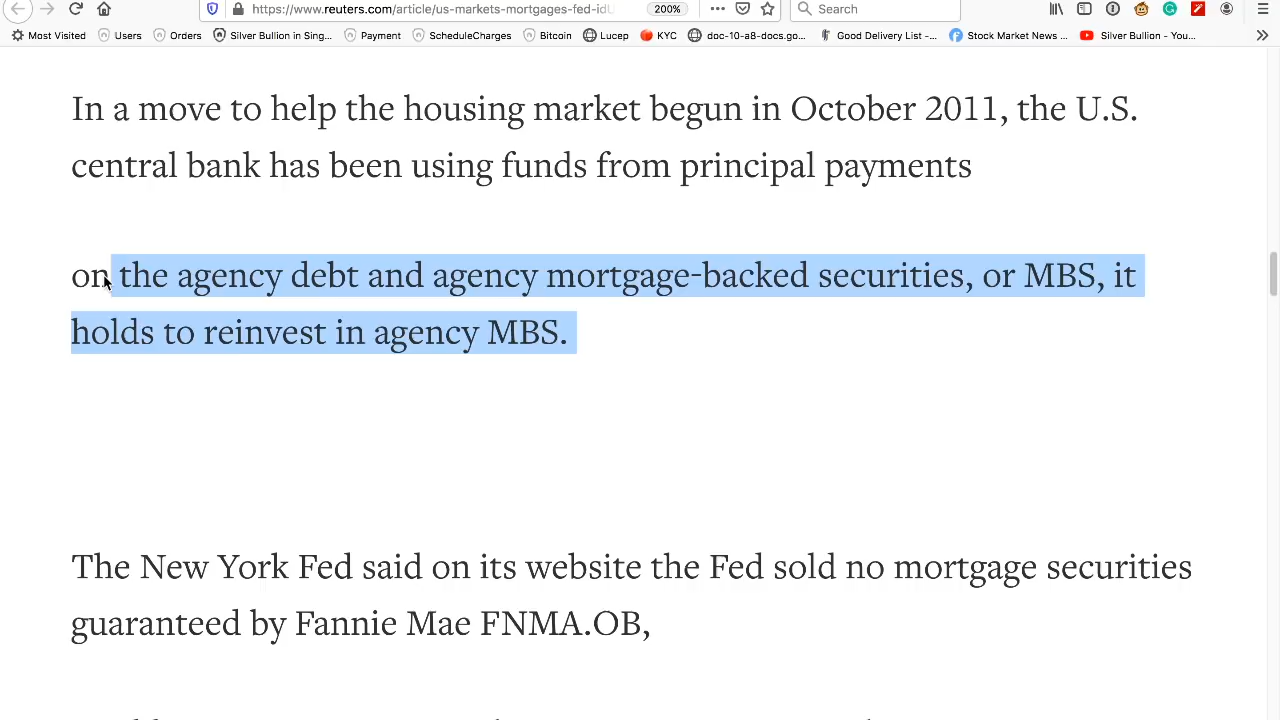 https://www.reuters.com/article/us-markets-mortgages-fed-idU
200%
Search
Most Visited
Users
Orders
Silver Bullion in Sing...
Payment
ScheduleCharges
Bitcoin
Lucep
KYC
doc-10-a8-docs.go...
Good Delivery List -...
Stock Market News ...
Silver Bullion - You...
In a move to help the housing market begun in October 2011, the U.S.
central bank has been using funds from principal payments
on the agency debt and agency mortgage-backed securities, or MBS, it
holds to reinvest in agency MBS.
The New York Fed said on its website the Fed sold no mortgage securities
guaranteed by Fannie Mae FNMA.OB,